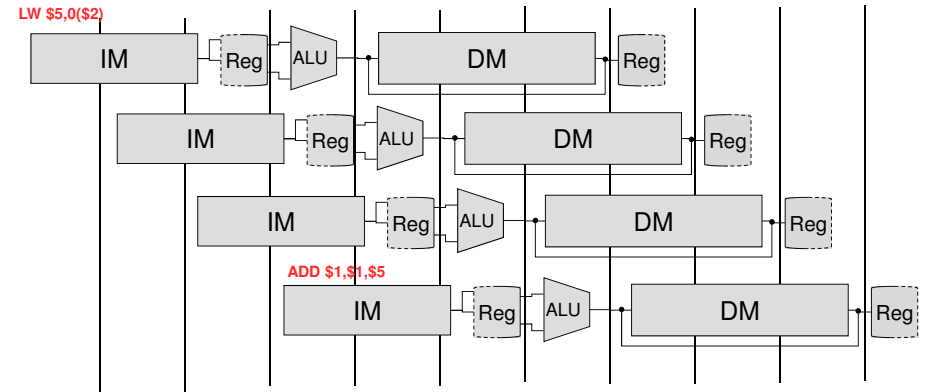 LW $5,0($2)
IM Reg ALU DM Reg
IM Reg ALU DM Reg
IM Reg ALU DM Reg
ADD $1,$1,$5
IM Reg ALU DM Reg